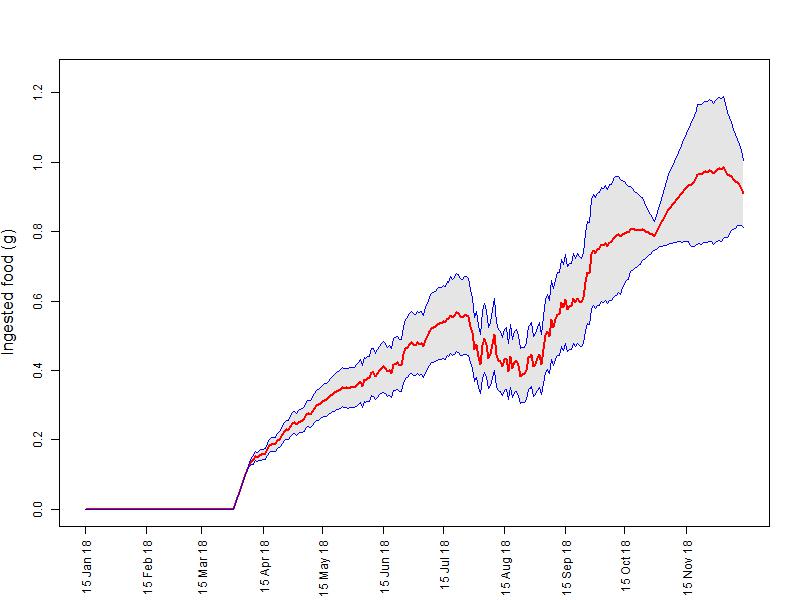 Ingested food (g)
1.2
1.0
0.8
0.6
0.4
0.2
0.0
15 Jan 18
15 Feb 18
15 Mar 18
15 Apr 18
15 May 18
15 Jun 18
15 Jul 18
15 Aug 18
15 Sep 18
15 Oct 18
15 Nov 18